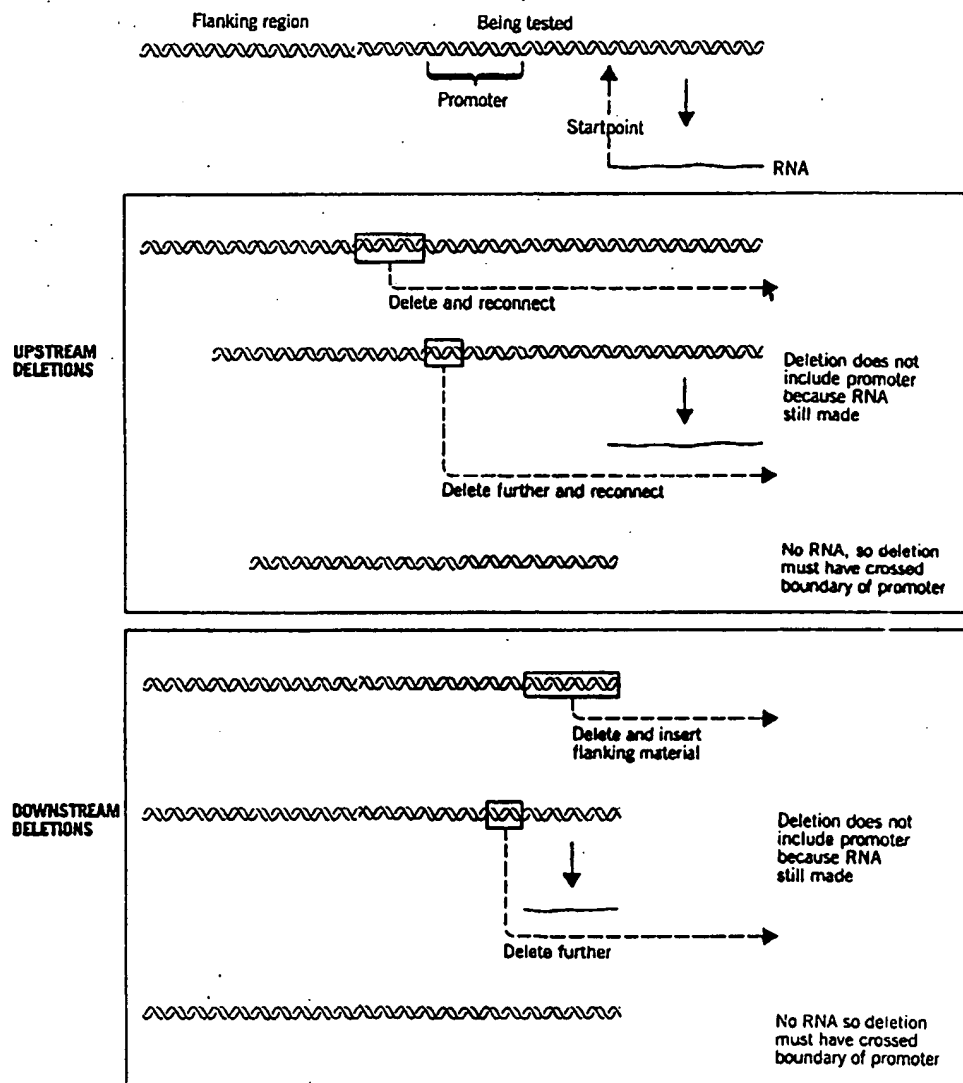 Flanking region
Being tested
Promoter
Startpoint
RNA
UPSTREAM
DELETIONS
Delete and reconnect
Deletion does not
include promoter
because RNA
still made
Delete further and reconnect
No RNA, so deletion
must have crossed
boundary of promoter
DOWNSTREAM
DELETIONS
Delete and insert
flanking material
Deletion does not
include promoter
because RNA
still made
Delete further
No RNA so deletion
must have crossed
boundary of promoter